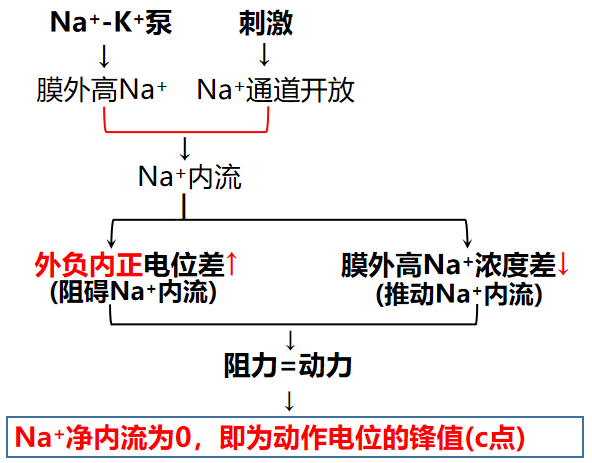 Na⁺-K⁺泵 刺激
↓ ↓
膜外高Na⁺ Na⁺通道开放
↓
Na⁺内流
外负内正电位差↑ 膜外高Na⁺浓度差↓
(阻碍Na⁺内流) (推动Na⁺内流)
↓
阻力=动力
↓
Na⁺净内流为0，即为动作电位的锋值(c点)